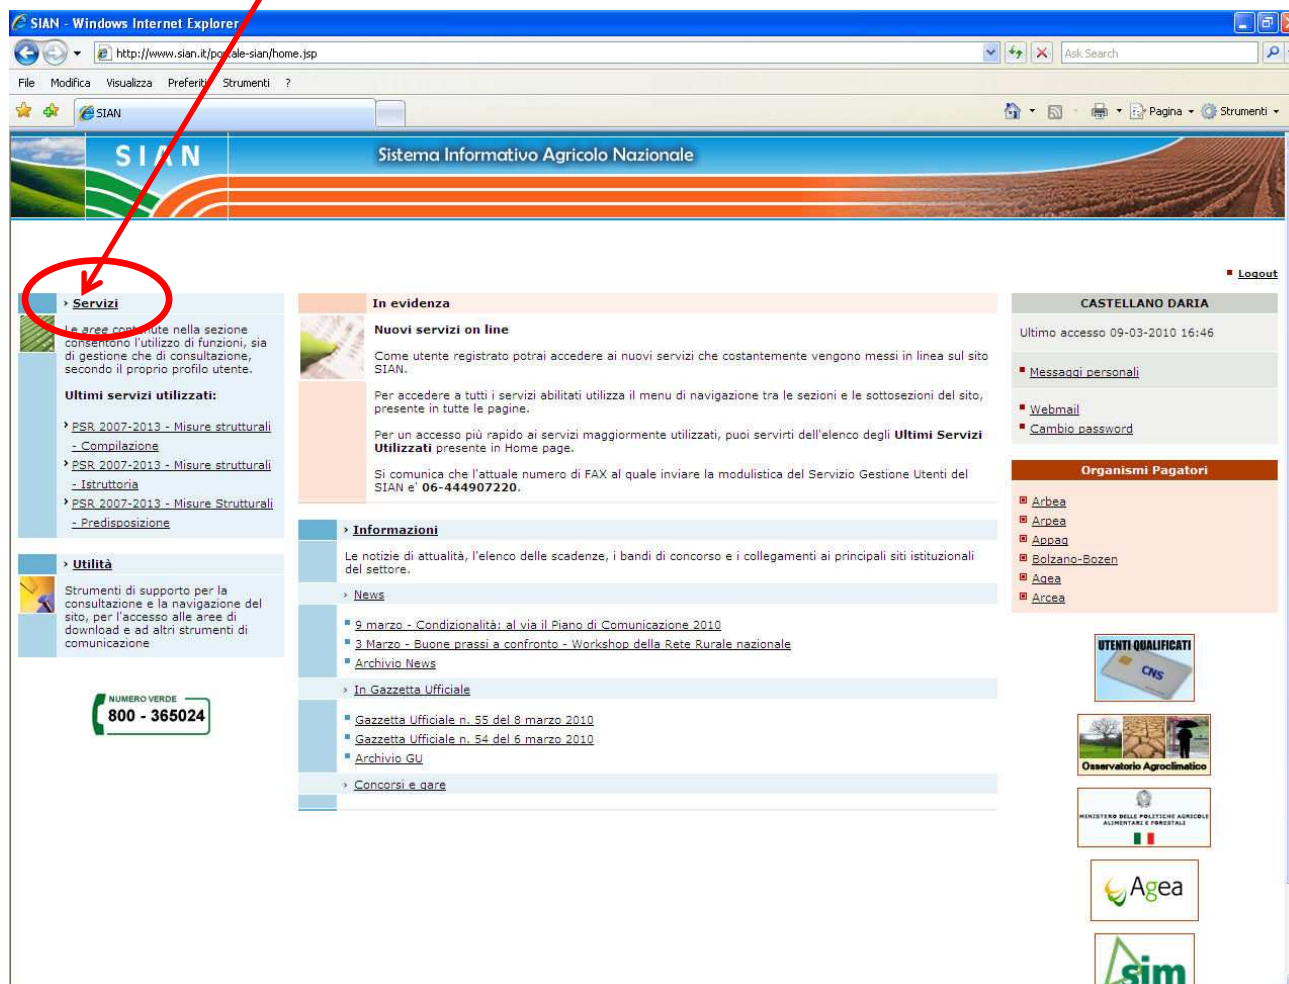 SIAN - Windows Internet Explorer
http://www.sian.it/portale-sian/home.jsp
Ask Search
File Modifica Visualizza Preferiti Strumenti ?
SIAN
Pagina Strumenti
SIAN
Sistema Informativo Agricolo Nazionale
Logout
Servizi
Le aree contenute nella sezione
consentono l'utilizzo di funzioni, sia
di gestione che di consultazione,
secondo il proprio profilo utente.
Ultimi servizi utilizzati:
PSR 2007-2013 - Misure strutturali
- Compilazione
PSR 2007-2013 - Misure strutturali
- Istruttoria
PSR 2007-2013 - Misure Strutturali
- Predisposizione
Utilità
Strumenti di supporto per la
consultazione e la navigazione del
sito, per l'accesso alle aree di
download e ad altri strumenti di
comunicazione
NUMERO VERDE
800 - 365024
In evidenza
Nuovi servizi on line
Come utente registrato potrai accedere ai nuovi servizi che costantemente vengono messi in linea sul sito
SIAN.
Per accedere a tutti i servizi abilitati utilizza il menu di navigazione tra le sezioni e le sottosezioni del sito,
presente in tutte le pagine.
Per un accesso più rapido ai servizi maggiormente utilizzati, puoi servirti dell'elenco degli Ultimi Servizi
Utilizzati presente in Home page.
Si comunica che l'attuale numero di FAX al quale inviare la modulistica del Servizio Gestione Utenti del
SIAN e' 06-444907220.
Informazioni
Le notizie di attualità, l'elenco delle scadenze, i bandi di concorso e i collegamenti ai principali siti istituzionali
del settore.
News
9 marzo - Condizionalità: al via il Piano di Comunicazione 2010
3 Marzo - Buone prassi a confronto - Workshop della Rete Rurale nazionale
Archivio News
In Gazzetta Ufficiale
Gazzetta Ufficiale n. 55 del 8 marzo 2010
Gazzetta Ufficiale n. 54 del 6 marzo 2010
Archivio GU
Concorsi e gare
CASTELLANO DARIA
Ultimo accesso 09-03-2010 16:46
Messaggi personali
Webmail
Cambio password
Organismi Pagatori
Arbea
Arpea
Appag
Bolzano-Bozen
Agea
Arcea
UTENTI QUALIFICATI
CNS
Osservatorio Agroclimatico
MINISTERO DELLE POLITICHE AGRICOLE
ALIMENTARI E FORESTALI
Agea
sim